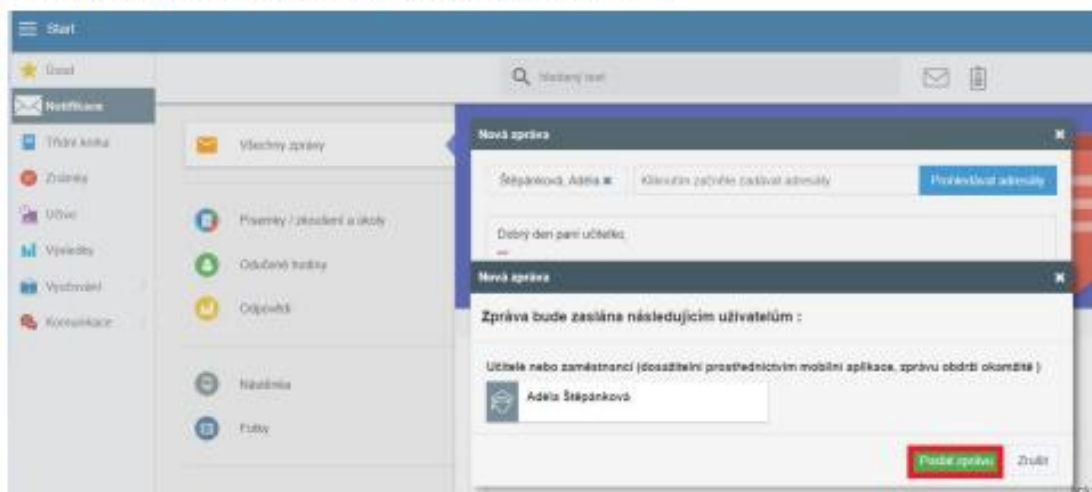 Start
Úvod
Notifikace
Třídní kniha
Známky
Učivo
Výsledky
Vyučování
Komunikace
hledaný text
Všechny zprávy
Písemky / zkoušení a úkoly
Odučené hodiny
Odpovědi
Nástěnka
Fotky
Nová zpráva
Štěpánková, Adéla
Kliknutím začněte zadávat adresáty
Prohledávat adresáty
Dobrý den paní učitelko,
Nová zpráva
Zpráva bude zaslána následujícím uživatelům :
Učitelé nebo zaměstnanci (dosažitelní prostřednictvím mobilní aplikace, zprávu obdrží okamžitě )
Adéla Štěpánková
Poslat zprávu
Zrušit